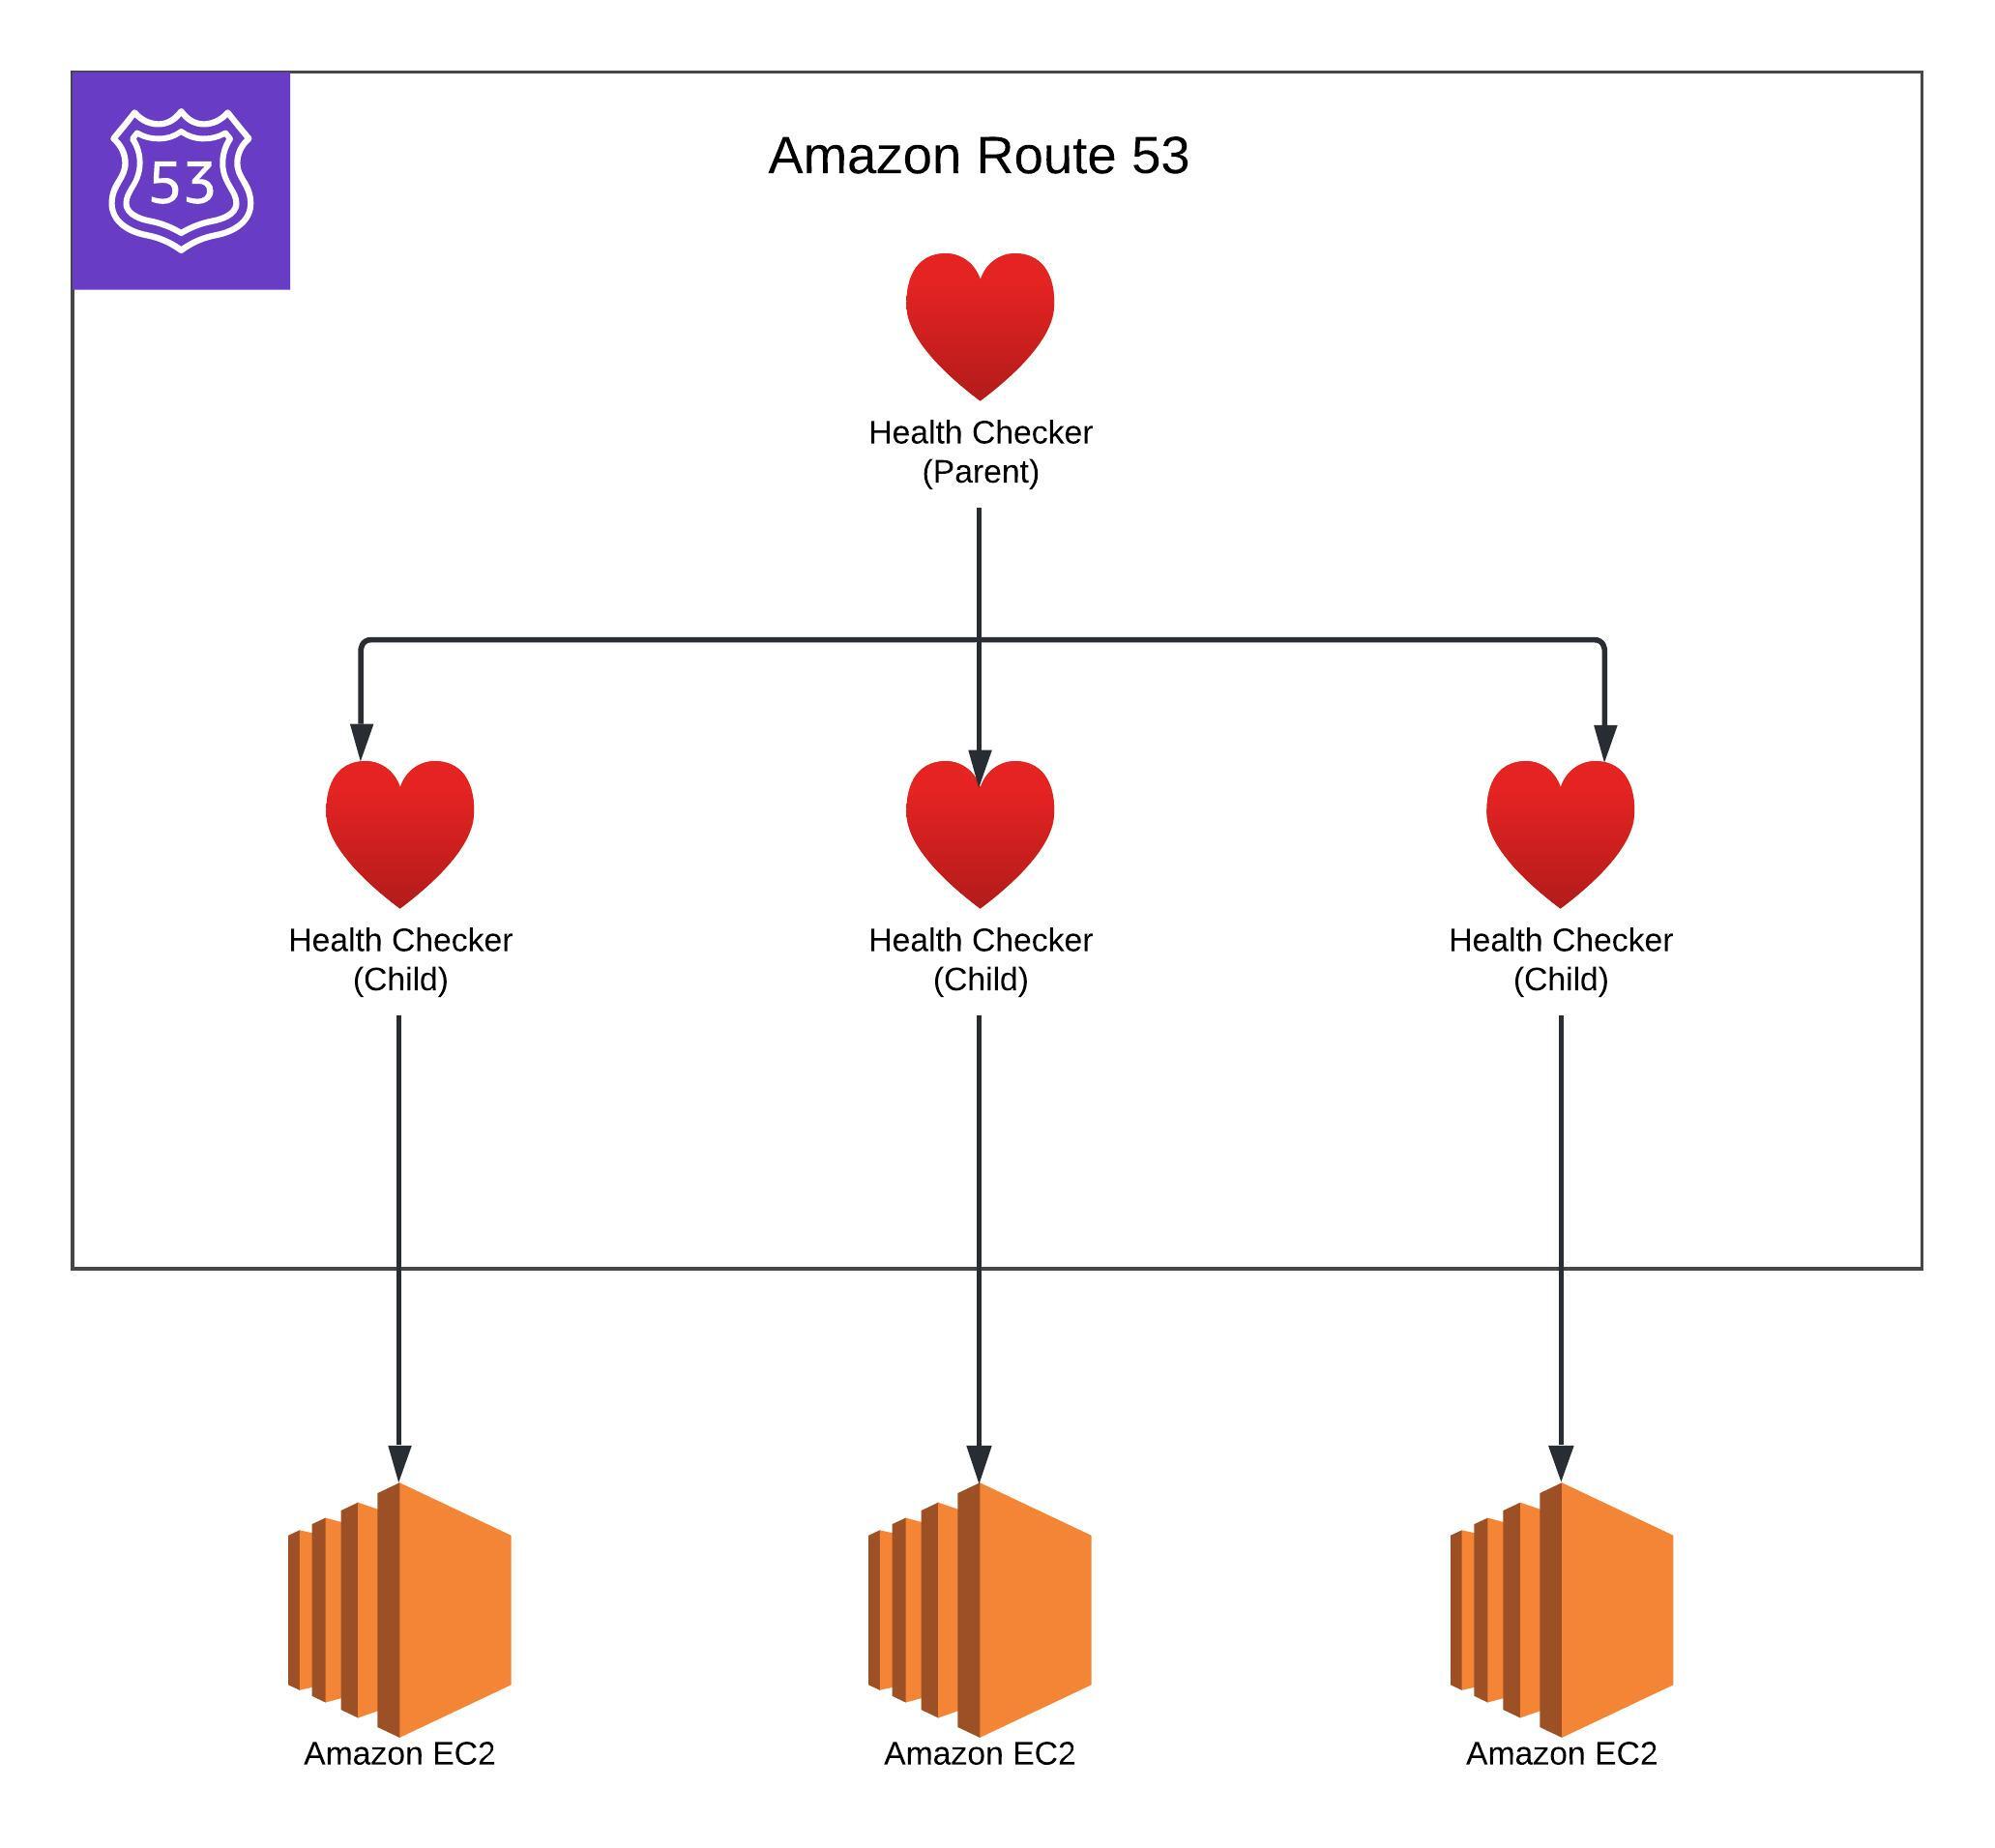 53
Amazon Route 53
Health Checker
(Parent)
Health Checker
(Child)
Health Checker
(Child)
Health Checker
(Child)
Amazon EC2
Amazon EC2
Amazon EC2